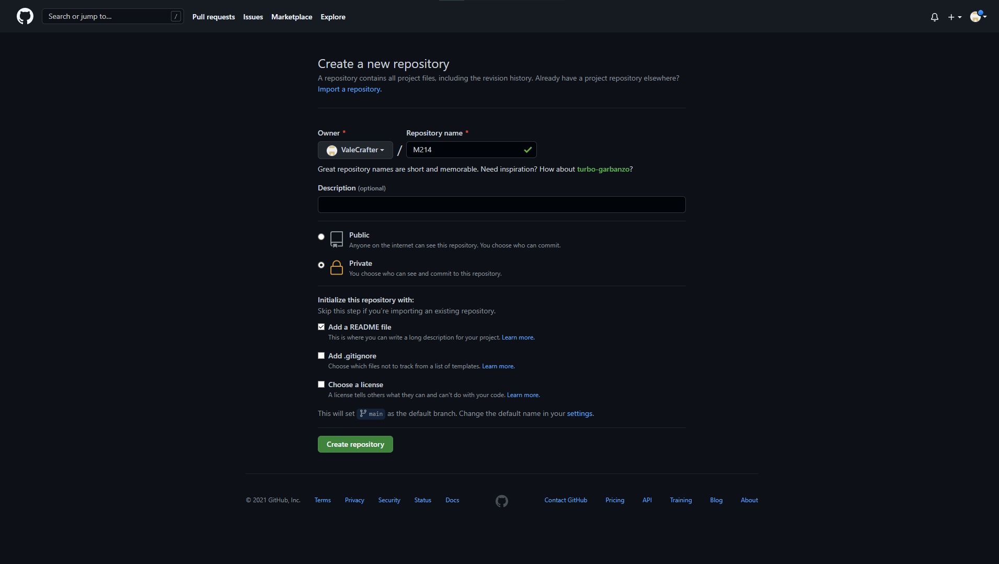 Search or jump to... /
Pull requests Issues Marketplace Explore
Create a new repository
A repository contains all project files, including the revision history. Already have a project repository elsewhere?
Import a repository.
Owner * Repository name *
ValeCrafter / M214
Great repository names are short and memorable. Need inspiration? How about turbo-garbanzo?
Description (optional)
Public
Anyone on the internet can see this repository. You choose who can commit.
Private
You choose who can see and commit to this repository.
Initialize this repository with:
Skip this step if you're importing an existing repository.
Add a README file
This is where you can write a long description for your project. Learn more.
Add .gitignore
Choose which files not to track from a list of templates. Learn more.
Choose a license
A license tells others what they can and can't do with your code. Learn more.
This will set main as the default branch. Change the default name in your settings.
Create repository
© 2021 GitHub, Inc. Terms Privacy Security Status Docs Contact GitHub Pricing API Training Blog About